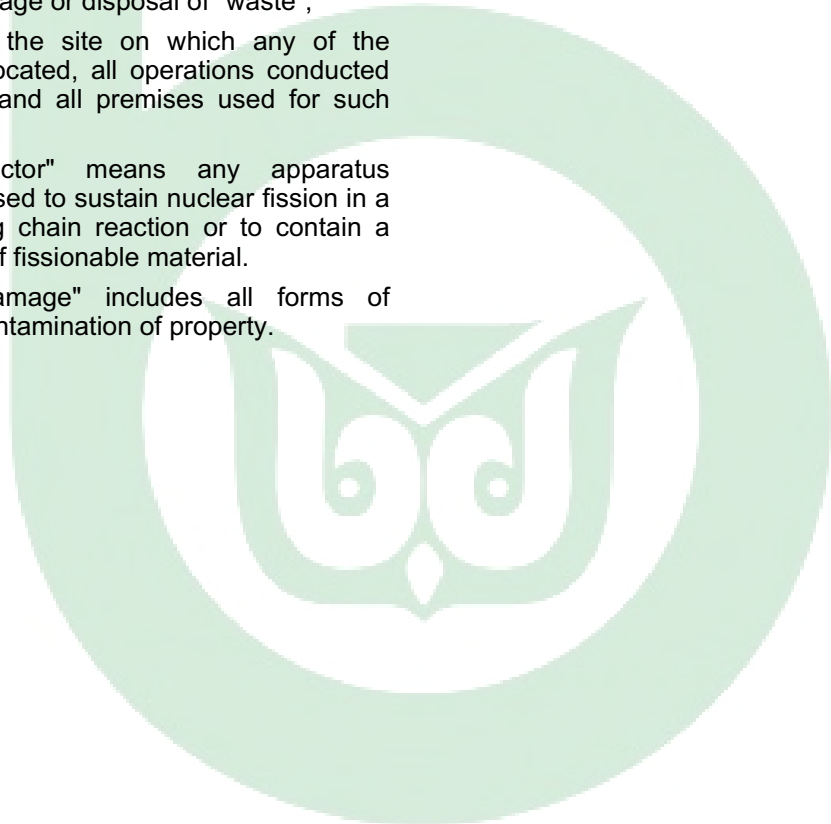 age or disposal of "waste";
the site on which any of the
ocated, all operations conducted
and all premises used for such
ctor" means any apparatus
sed to sustain nuclear fission in a
g chain reaction or to contain a
f fissionable material.
amage" includes all forms of
ntamination of property.